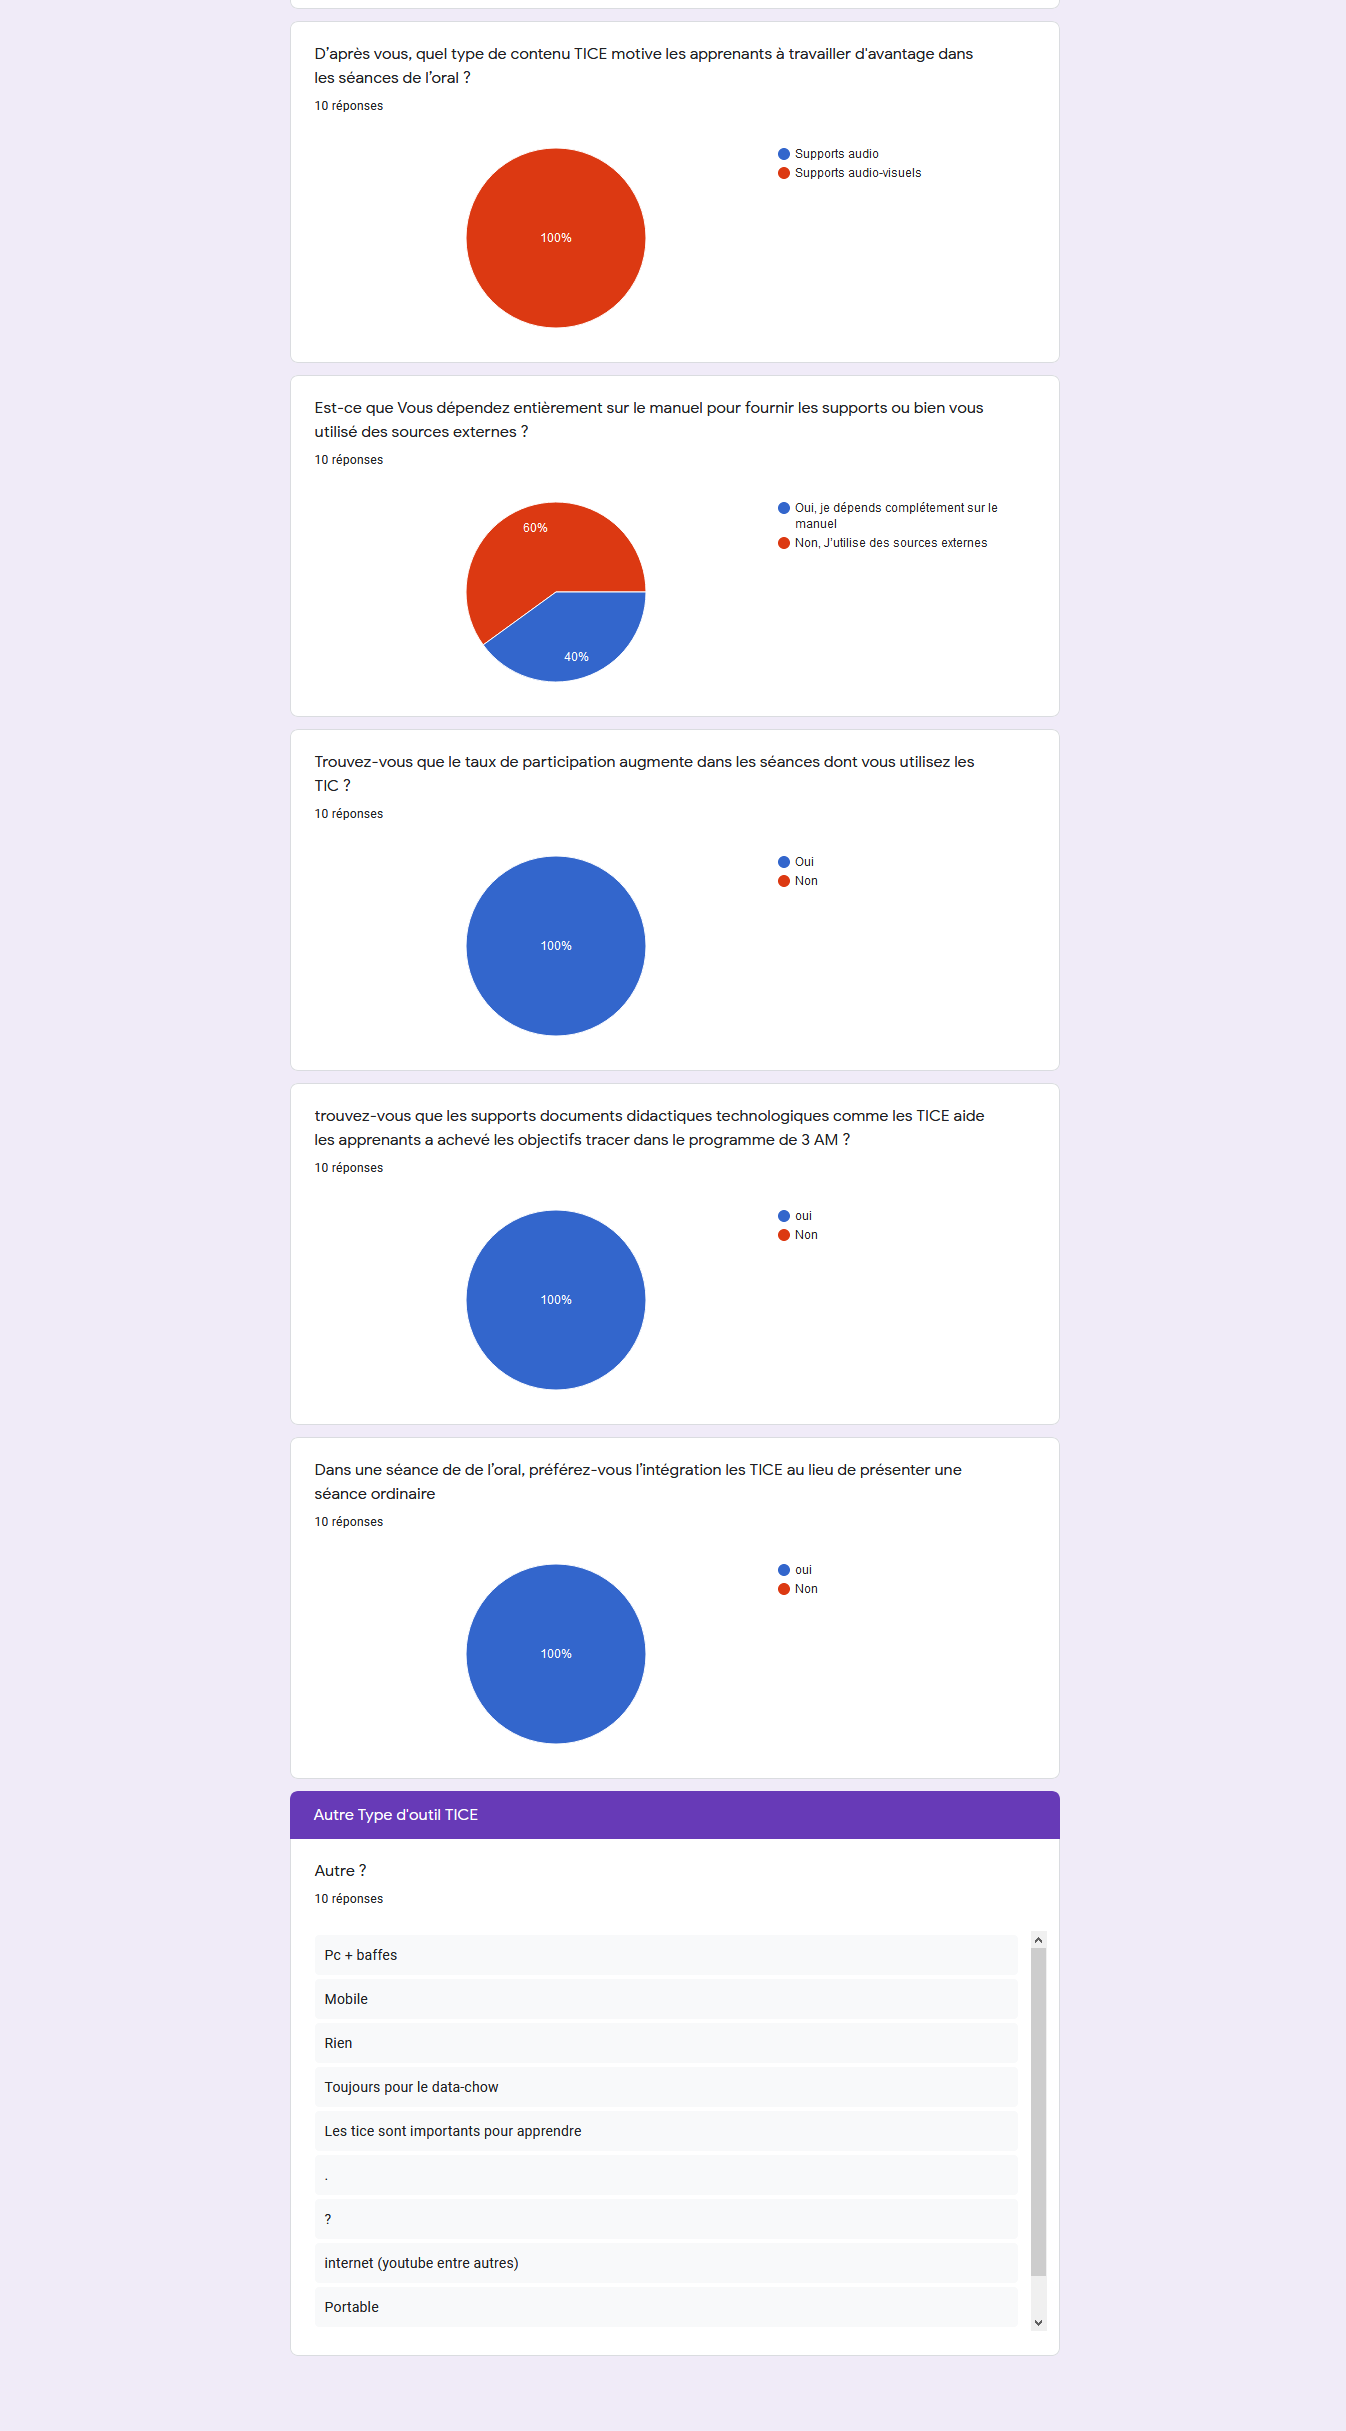 D’après vous, quel type de contenu TICE motive les apprenants à travailler d'avantage dans
les séances de l’oral ?
10 réponses
Supports audio
Supports audio-visuels
100%
Est-ce que Vous dépendez entièrement sur le manuel pour fournir les supports ou bien vous
utilisé des sources externes ?
10 réponses
Oui, je dépends complétement sur le
manuel
Non, J'utilise des sources externes
60%
40%
Trouvez-vous que le taux de participation augmente dans les séances dont vous utilisez les
TIC ?
10 réponses
Oui
Non
100%
trouvez-vous que les supports documents didactiques technologiques comme les TICE aide
les apprenants a achevé les objectifs tracer dans le programme de 3 AM ?
10 réponses
oui
Non
100%
Dans une séance de de l’oral, préférez-vous l’intégration les TICE au lieu de présenter une
séance ordinaire
10 réponses
oui
Non
100%
Autre Type d'outil TICE
Autre ?
10 réponses
Pc + baffes
Mobile
Rien
Toujours pour le data-chow
Les tice sont importants pour apprendre
.
?
internet (youtube entre autres)
Portable